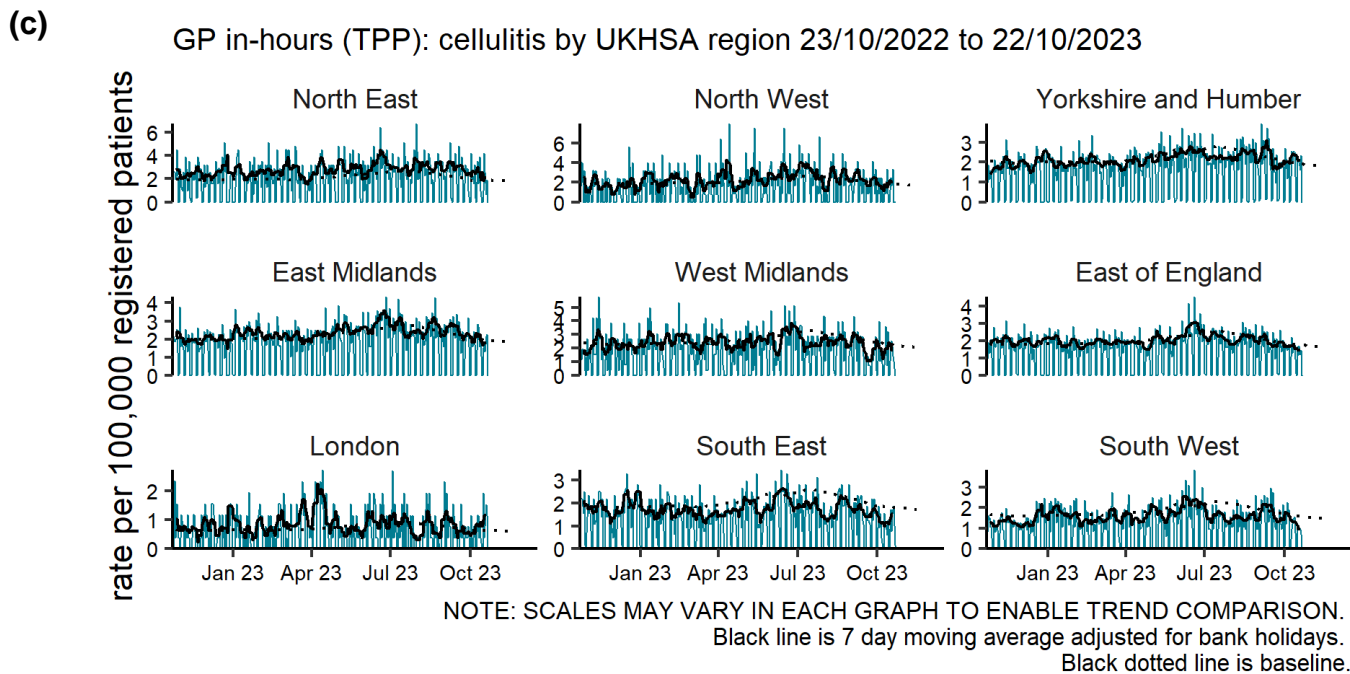 (c)
GP in-hours (TPP): cellulitis by UKHSA region 23/10/2022 to 22/10/2023
rate per 100,000 registered patients
North East
6
4
2
0
North West
6
4
2
0
Yorkshire and Humber
3
2
1
0
East Midlands
4
3
2
1
0
West Midlands
5
4
3
2
1
0
East of England
4
3
2
1
0
London
2
1
0
South East
3
2
1
0
South West
3
2
1
0
Jan 23 Apr 23 Jul 23 Oct 23
Jan 23 Apr 23 Jul 23 Oct 23
Jan 23 Apr 23 Jul 23 Oct 23
NOTE: SCALES MAY VARY IN EACH GRAPH TO ENABLE TREND COMPARISON.
Black line is 7 day moving average adjusted for bank holidays.
Black dotted line is baseline.